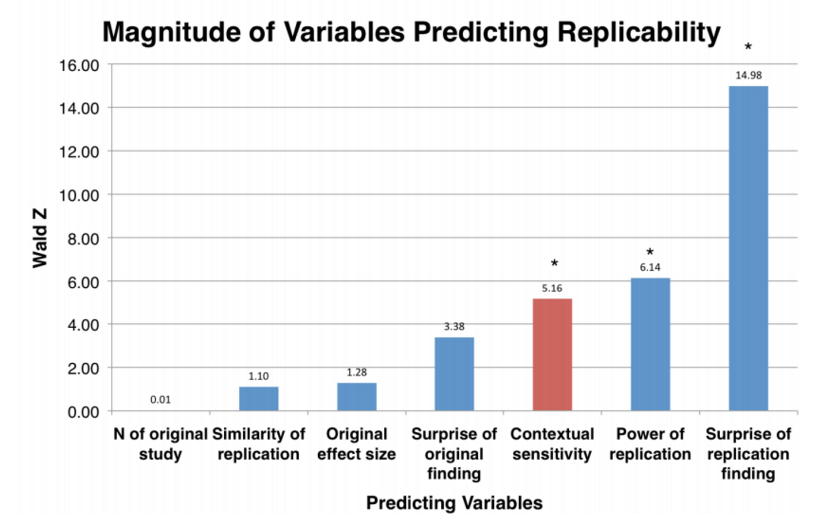 Magnitude of Variables Predicting Replicability
*
16.00
14.98
14.00
12.00
10.00
Wald Z
8.00
*
6.14
*
6.00
5.16
4.00
3.38
2.00
1.28
1.10
0.01
0.00
N of original study
Similarity of replication
Original effect size
Surprise of original finding
Contextual sensitivity
Power of replication
Surprise of replication finding
Predicting Variables